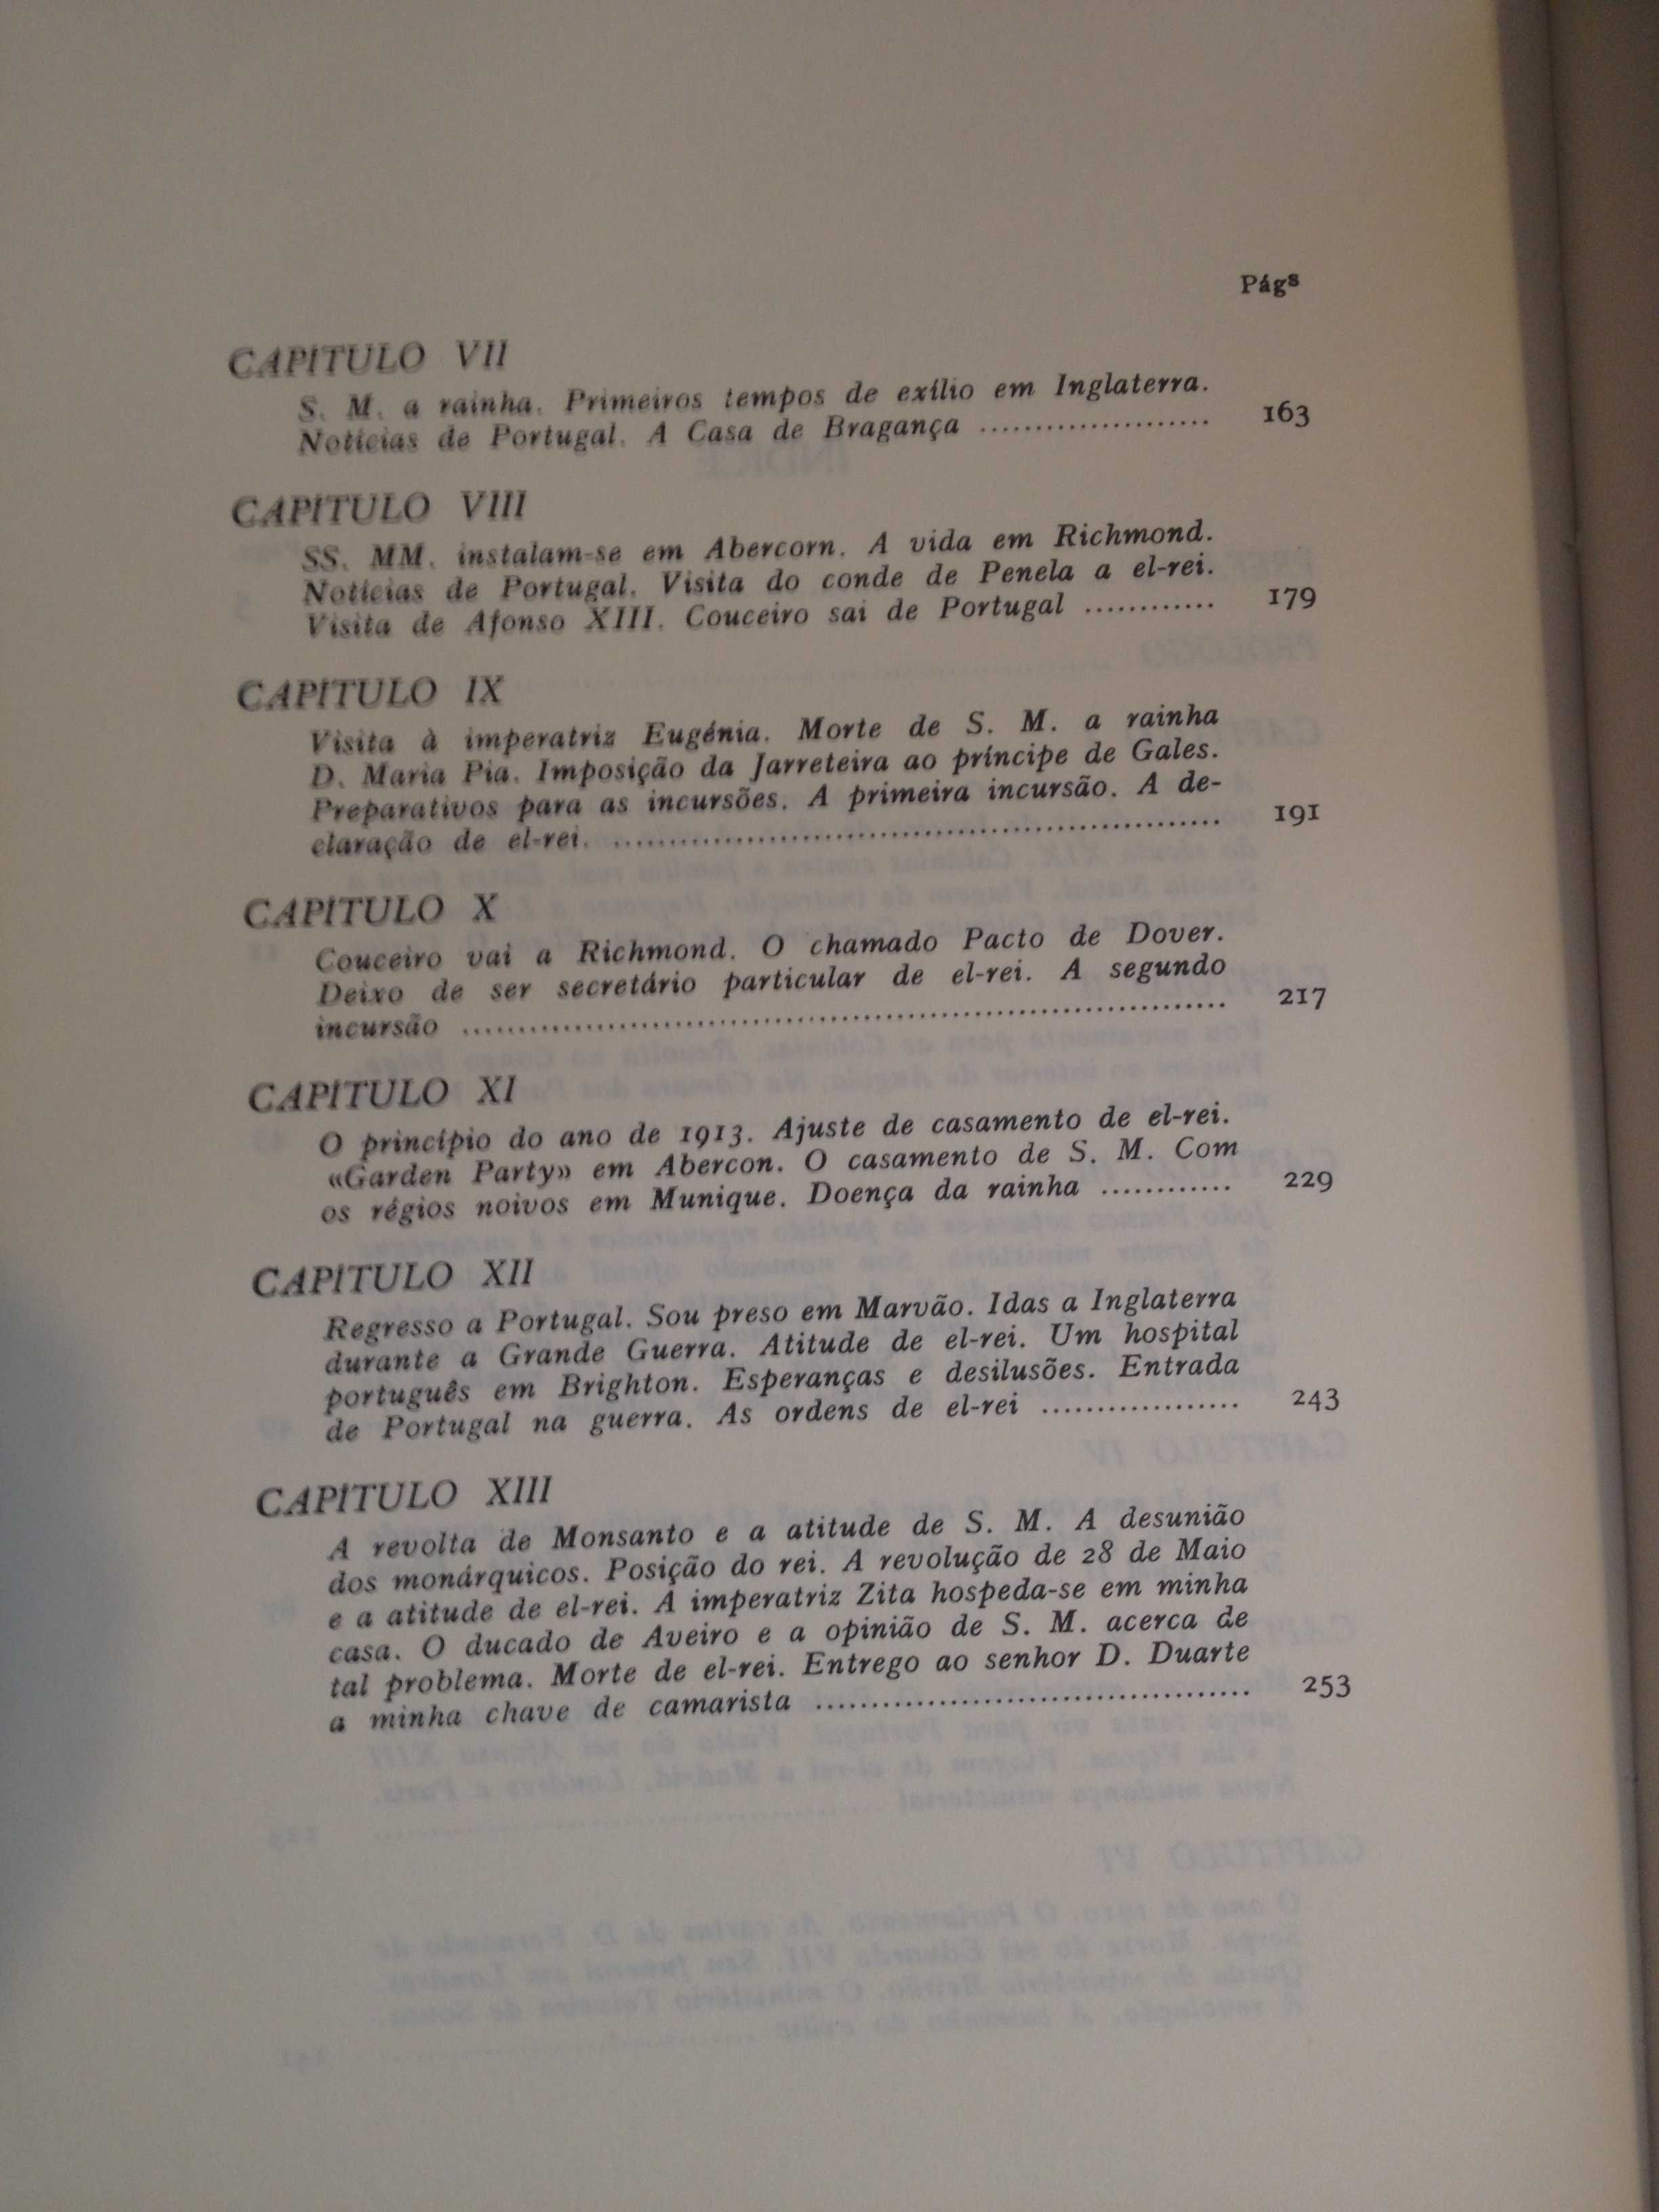 Págs
CAPITULO VII
S. M. a rainha. Primeiros tempos de exílio em Inglaterra.
Notícias de Portugal. A Casa de Bragança ..................... 163
CAPITULO VIII
SS. MM. instalam-se em Abercorn. A vida em Richmond.
Notícias de Portugal. Visita do conde de Penela a el-rei.
Visita de Afonso XIII. Couceiro sai de Portugal ............ 179
CAPITULO IX
Visita à imperatriz Eugénia. Morte de S. M. a rainha
D. Maria Pia. Imposição da Jarreteira ao príncipe de Gales.
Preparativos para as incursões. A primeira incursão. A de-
claração de el-rei. ........................................................ 191
CAPITULO X
Couceiro vai a Richmond. O chamado Pacto de Dover.
Deixo de ser secretário particular de el-rei. A segundo
incursão ...................................................................... 217
CAPITULO XI
O princípio do ano de 1913. Ajuste de casamento de el-rei.
«Garden Party» em Abercon. O casamento de S. M. Com
os régios noivos em Munique. Doença da rainha ............ 229
CAPITULO XII
Regresso a Portugal. Sou preso em Marvão. Idas a Inglaterra
durante a Grande Guerra. Atitude de el-rei. Um hospital
português em Brighton. Esperanças e desilusões. Entrada
de Portugal na guerra. As ordens de el-rei .................. 243
CAPITULO XIII
A revolta de Monsanto e a atitude de S. M. A desunião
dos monárquicos. Posição do rei. A revolução de 28 de Maio
e a atitude de el-rei. A imperatriz Zita hospeda-se em minha
casa. O ducado de Aveiro e a opinião de S. M. acerca de
tal problema. Morte de el-rei. Entrego ao senhor D. Duarte
a minha chave de camarista ....................................... 253